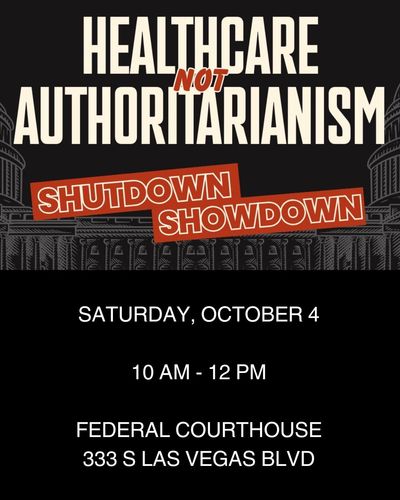 HEALTHCARE
NOT
AUTHORITARIANISM
SHUTDOWN
SHOWDOWN
SATURDAY, OCTOBER 4
10 AM - 12 PM
FEDERAL COURTHOUSE
333 S LAS VEGAS BLVD